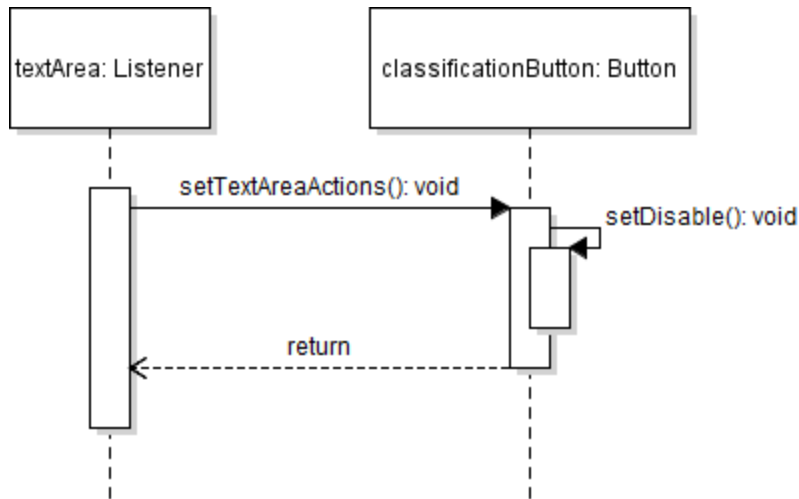 textArea: Listener
classificationButton: Button
setTextAreaActions(): void
setDisable(): void
return